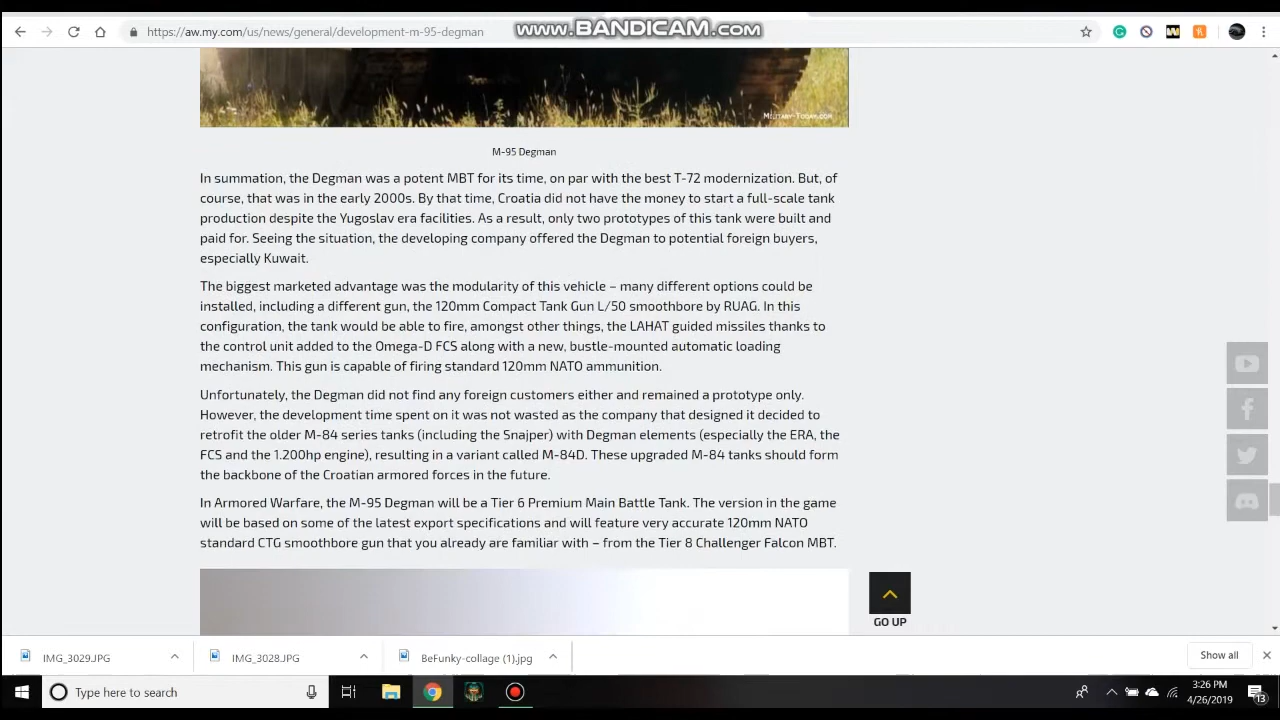 www.BANDICAM.com
https://aw.my.com/us/news/general/development-m-95-degman
Military-Today.com
M-95 Degman
In summation, the Degman was a potent MBT for its time, on par with the best T-72 modernization. But, of
course, that was in the early 2000s. By that time, Croatia did not have the money to start a full-scale tank
production despite the Yugoslav era facilities. As a result, only two prototypes of this tank were built and
paid for. Seeing the situation, the developing company offered the Degman to potential foreign buyers,
especially Kuwait.
The biggest marketed advantage was the modularity of this vehicle – many different options could be
installed, including a different gun, the 120mm Compact Tank Gun L/50 smoothbore by RUAG. In this
configuration, the tank would be able to fire, amongst other things, the LAHAT guided missiles thanks to
the control unit added to the Omega-D FCS along with a new, bustle-mounted automatic loading
mechanism. This gun is capable of firing standard 120mm NATO ammunition.
Unfortunately, the Degman did not find any foreign customers either and remained a prototype only.
However, the development time spent on it was not wasted as the company that designed it decided to
retrofit the older M-84 series tanks (including the Snajper) with Degman elements (especially the ERA, the
FCS and the 1.200hp engine), resulting in a variant called M-84D. These upgraded M-84 tanks should form
the backbone of the Croatian armored forces in the future.
In Armored Warfare, the M-95 Degman will be a Tier 6 Premium Main Battle Tank. The version in the game
will be based on some of the latest export specifications and will feature very accurate 120mm NATO
standard CTG smoothbore gun that you already are familiar with – from the Tier 8 Challenger Falcon MBT.
GO UP
IMG_3029.JPG
IMG_3028.JPG
BeFunky-collage (1).jpg
Show all
Type here to search
3:26 PM
4/26/2019
13